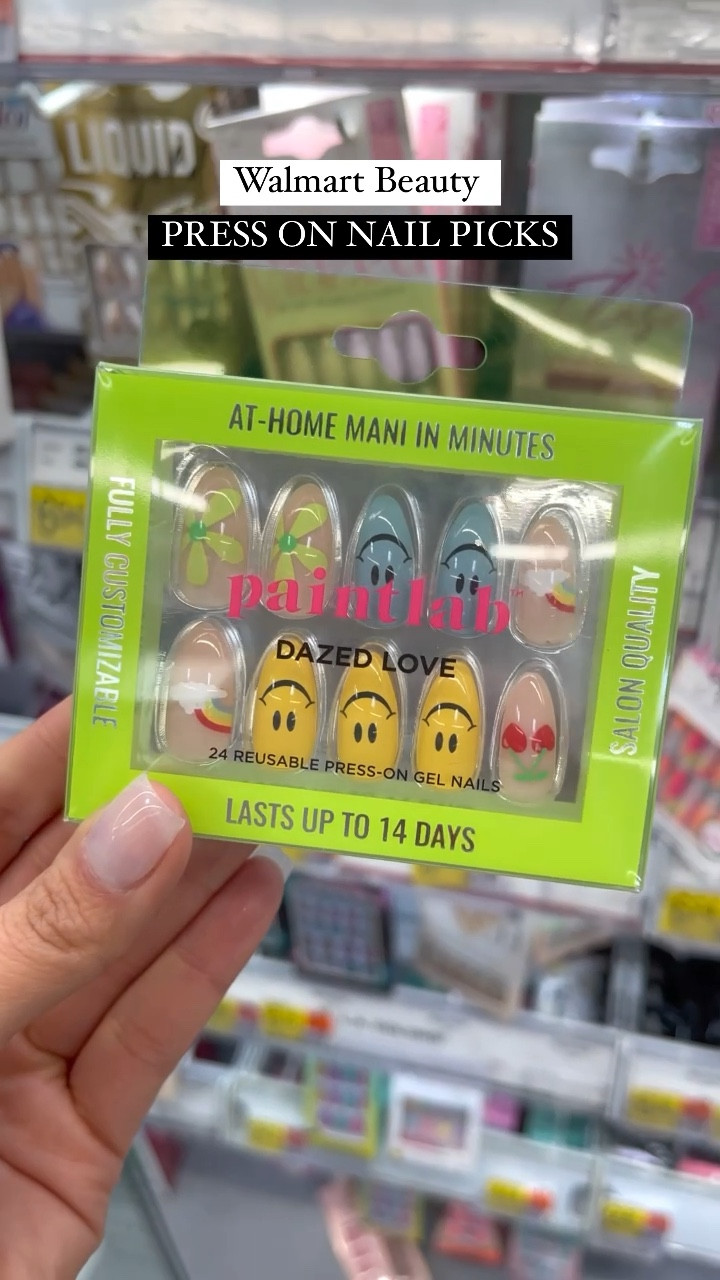 LIQUID
Walmart Beauty
PRESS ON NAIL PICKS
AT-HOME MANI IN MINUTES
FULLY CUSTOMIZABLE
SALON QUALITY
paintlab™
DAZED LOVE
24 REUSABLE PRESS-ON GEL NAILS
LASTS UP TO 14 DAYS